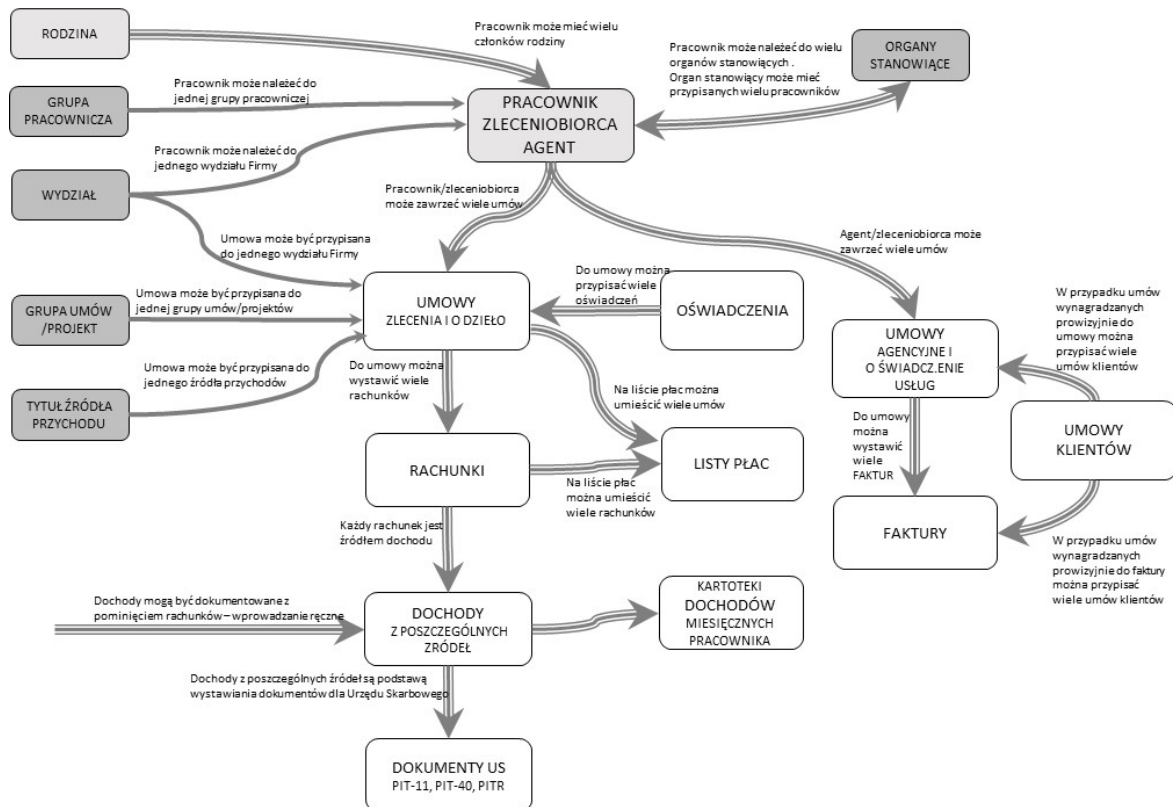 RODZINA
Pracownik może mieć wielu
członków rodziny
Pracownik może należeć do wielu
organów stanowiących .
Organ stanowiący może mieć
przypisanych wielu pracowników
ORGANY
STANOWIĄCE
GRUPA
PRACOWNICZA
Pracownik może należeć do
jednej grupy pracowniczej
PRACOWNIK
ZLECENIOBIORCA
AGENT
Pracownik może należeć do
jednego wydziału Firmy
WYDZIAŁ
Pracownik/zleceniobiorca
może zawrzeć wiele umów
Agent/zleceniobiorca może
zawrzeć wiele umów
Umowa może być przypisana
do jednego wydziału Firmy
GRUPA UMÓW
/PROJEKT
Umowa może być przypisana do
jednej grupy umów/projektów
UMOWY
ZLECENIA I O DZIEŁO
Do umowy można
przypisać wiele
oświadczeń
OŚWIADCZENIA
UMOWY
AGENCYJNE I
O ŚWIADCZENIE
USŁUG
W przypadku umów
wynagradzanych
prowizyjnie do
umowy można
przypisać wiele
umów klientów
Umowa może być przypisana do
jednego źródła przychodów
TYTUŁ ŹRÓDŁA
PRZYCHODU
Do umowy można
wystawić wiele
rachunków
Na liście płac można
umieścić wiele umów
Do umowy
można
wystawić
wiele
FAKTUR
UMOWY
KLIENTÓW
RACHUNKI
LISTY PŁAC
Na liście płac
można umieścić
wiele rachunków
FAKTURY
W przypadku umów
wynagradzanych
prowizyjnie do faktury
można przypisać
wiele umów klientów
Każdy rachunek jest
źródłem dochodu
Dochody mogą być dokumentowane z
pominięciem rachunków – wprowadzanie ręczne
DOCHODY
Z POSZCZEGÓLNYCH
ZRÓDEŁ
KARTOTEKI
DOCHODÓW
MIESIĘCZNYCH
PRACOWNIKA
Dochody z poszczególnych źródeł są podstawą
wystawiania dokumentów dla Urzędu Skarbowego
DOKUMENTY US
PIT-11, PIT-40, PITR